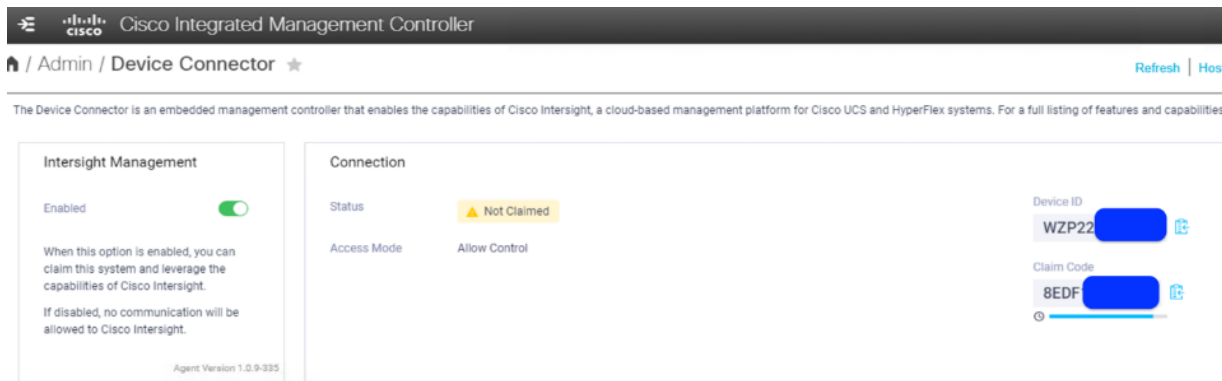 cisco Cisco Integrated Management Controller
/ Admin / Device Connector
Refresh | Hos
The Device Connector is an embedded management controller that enables the capabilities of Cisco Intersight, a cloud-based management platform for Cisco UCS and HyperFlex systems. For a full listing of features and capabilities
Intersight Management
Enabled
When this option is enabled, you can
claim this system and leverage the
capabilities of Cisco Intersight.
If disabled, no communication will be
allowed to Cisco Intersight.
Agent Version 1.0.9-335
Connection
Status
Not Claimed
Access Mode
Allow Control
Device ID
WZP22
Claim Code
8EDF